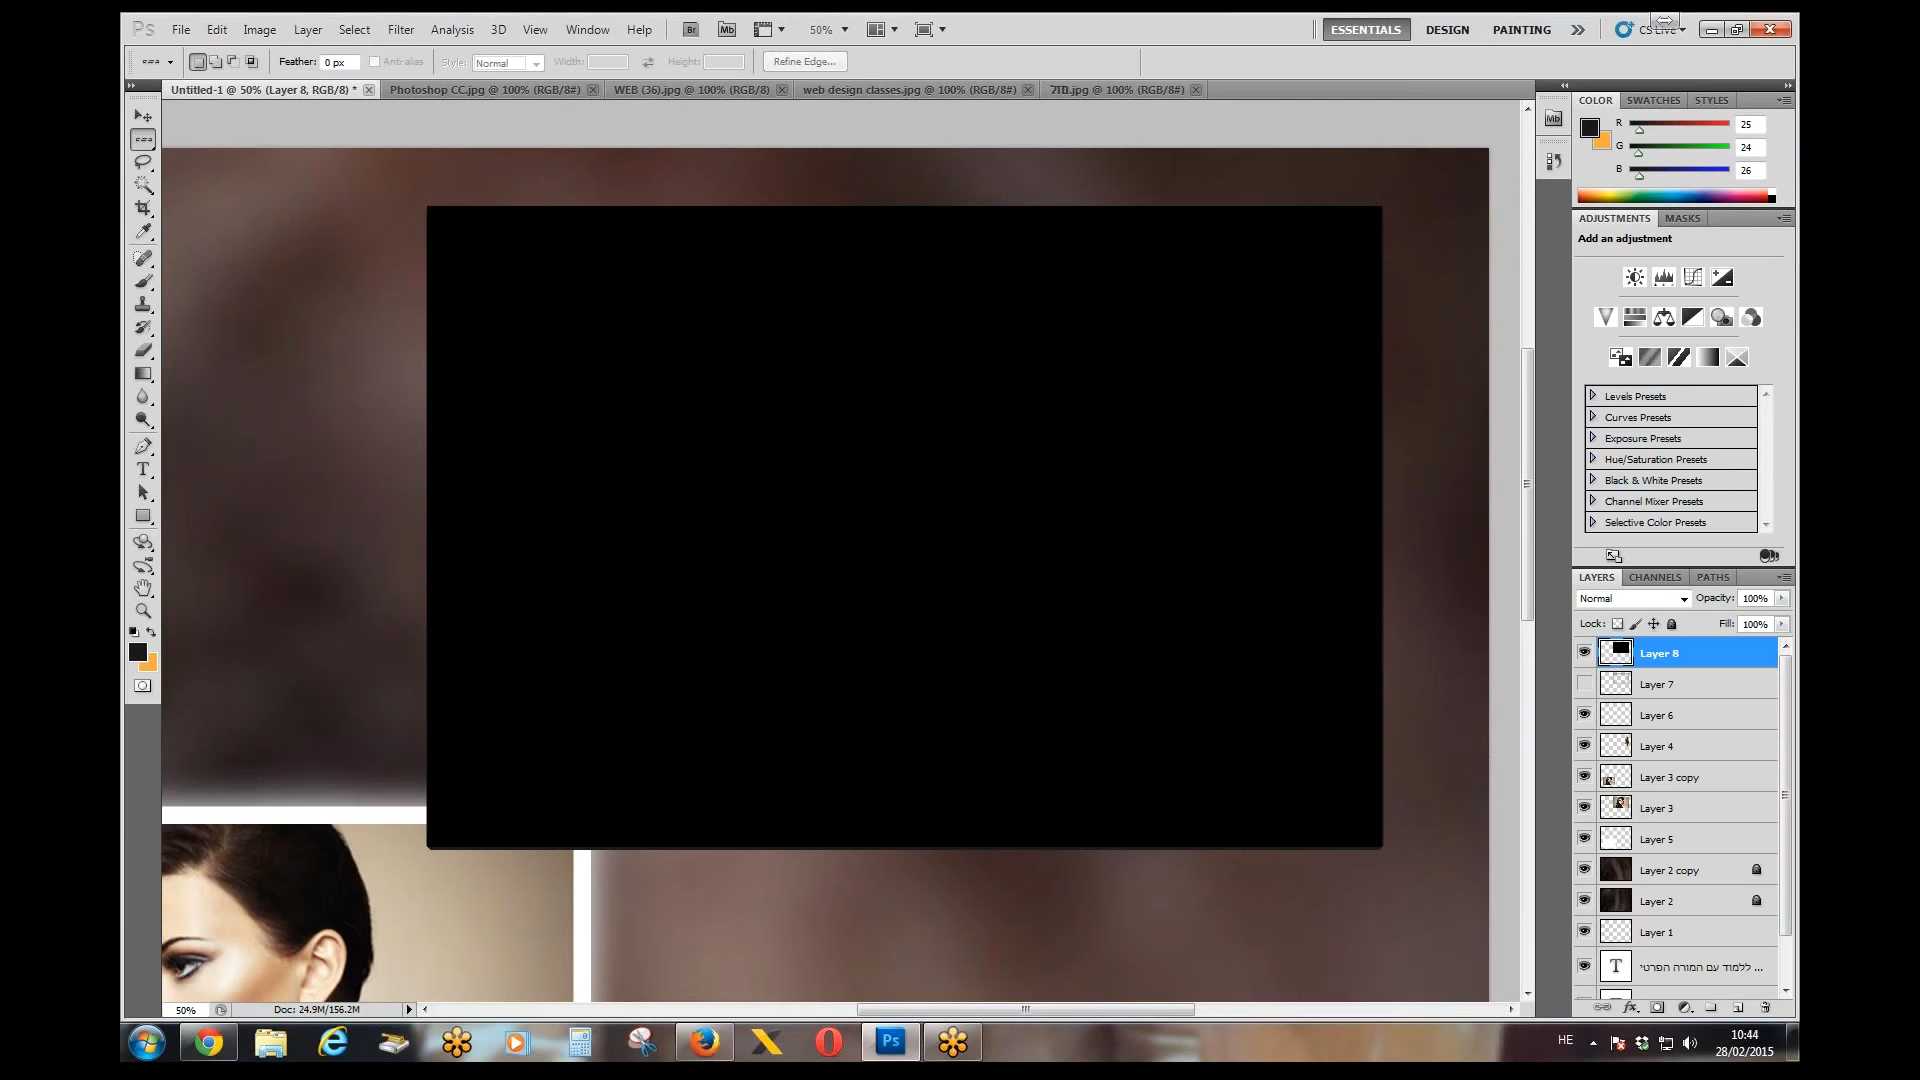 Ps File Edit Image Layer Select Filter Analysis 3D View Window Help Br Mb 50% ESSENTIALS DESIGN PAINTING CS Live
Feather: 0 px Anti-alias Style: Normal Width: Height: Refine Edge...
Untitled-1 @ 50% (Layer 8, RGB/8) * Photoshop CC.jpg @ 100% (RGB/8#) WEB (36).jpg @ 100% (RGB/8) web design classes.jpg @ 100% (RGB/8#) מזל.jpg @ 100% (RGB/8#)
COLOR SWATCHES STYLES
Mb
R 25
G 24
B 26
ADJUSTMENTS MASKS
Add an adjustment
Levels Presets
Curves Presets
Exposure Presets
Hue/Saturation Presets
Black & White Presets
Channel Mixer Presets
Selective Color Presets
LAYERS CHANNELS PATHS
Normal Opacity: 100%
Lock: Fill: 100%
Layer 8
Layer 7
Layer 6
Layer 4
Layer 3 copy
Layer 3
Layer 5
Layer 2 copy
Layer 2
Layer 1
T ללמוד עם המורה הפרטי ...
50% Doc: 24.9M/156.2M
Ps HE 10:44
28/02/2015